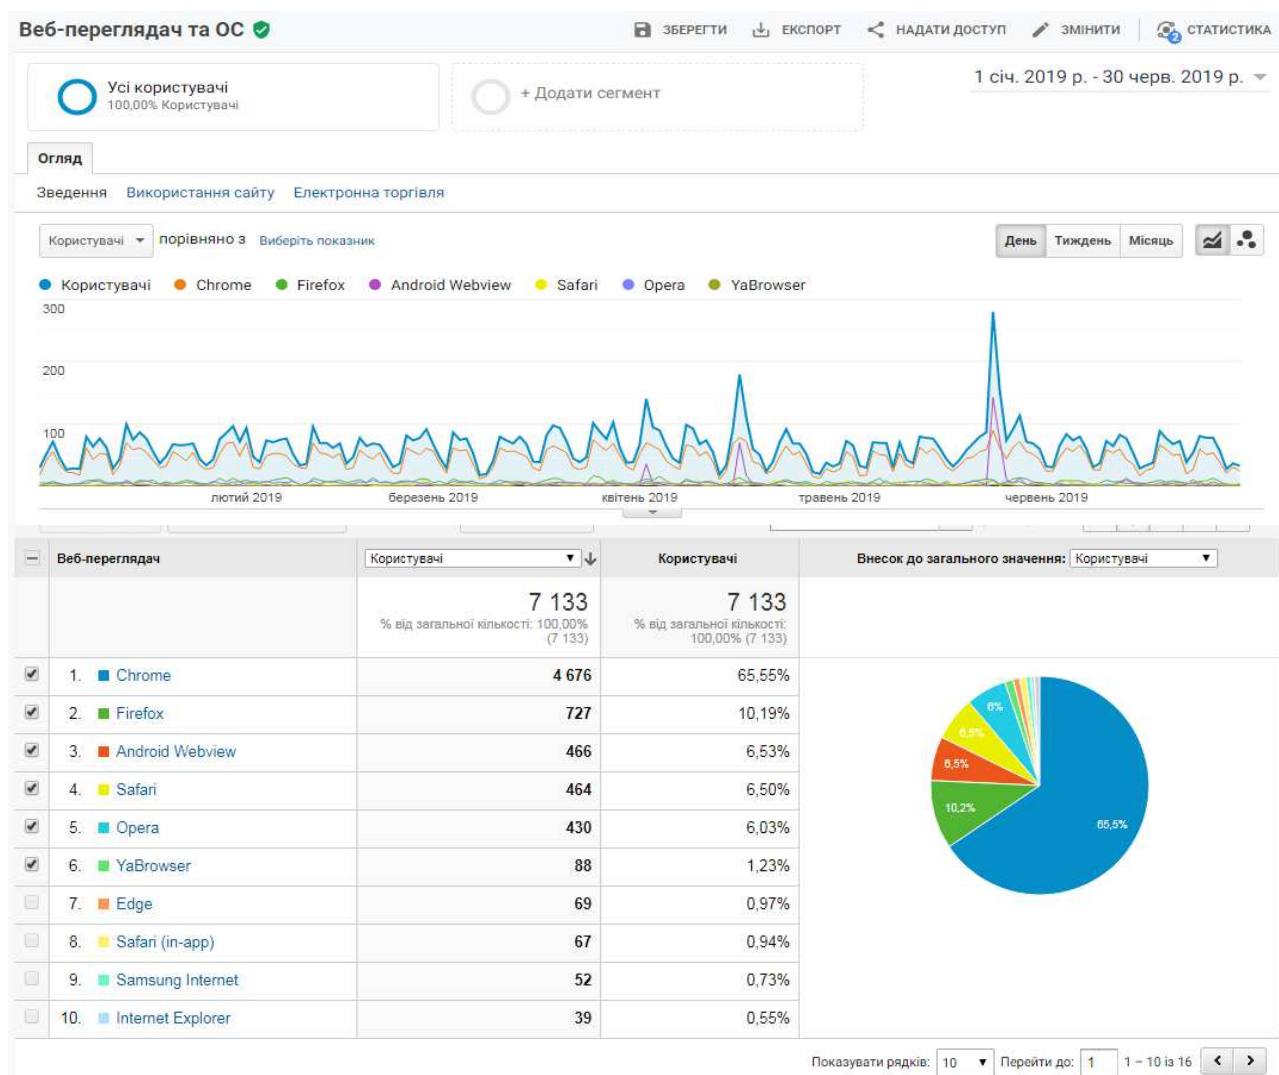 Веб-переглядач та ОС
ЗБЕРЕГТИ ЕКСПОРТ НАДАТИ ДОСТУП ЗМІНИТИ 2 СТАТИСТИКА
Усі користувачі
100,00% Користувачі
+ Додати сегмент
1 січ. 2019 р. - 30 черв. 2019 р.
Огляд
Зведення Використання сайту Електронна торгівля
Користувачі порівняно з Виберіть показник
День Тиждень Місяць
Користувачі Chrome Firefox Android Webview Safari Opera YaBrowser
300
200
100
лютий 2019 березень 2019 квітень 2019 травень 2019 червень 2019
Веб-переглядач Користувачі Користувачі Внесок до загального значення: Користувачі
7 133 7 133
% від загальної кількості: 100,00% % від загальної кількості:
(7 133) 100,00% (7 133)
1. Chrome 4 676 65,55%
2. Firefox 727 10,19%
3. Android Webview 466 6,53%
4. Safari 464 6,50%
5. Opera 430 6,03%
6. YaBrowser 88 1,23%
7. Edge 69 0,97%
8. Safari (in-app) 67 0,94%
9. Samsung Internet 52 0,73%
10. Internet Explorer 39 0,55%
6%
6,5%
6,5%
10,2%
65,5%
Показувати рядків: 10 Перейти до: 1 1 – 10 із 16